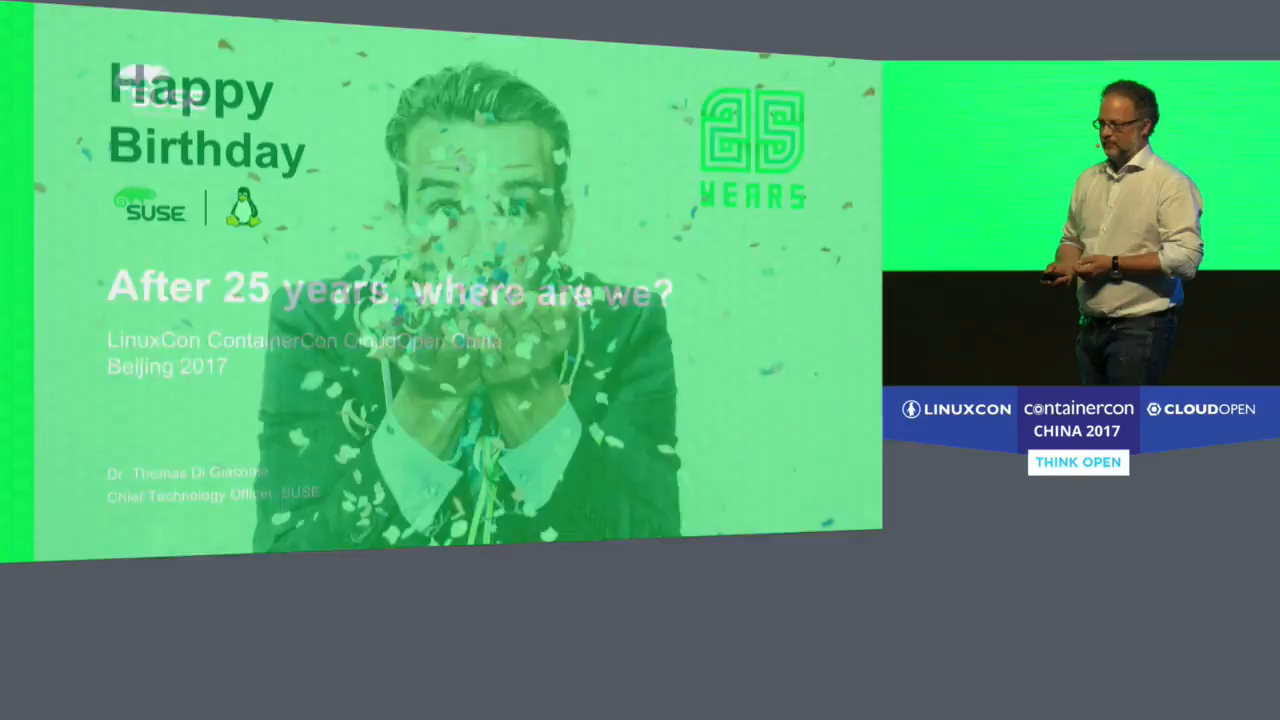 Happy
Birthday
SUSE
SUSE
25
YEARS
After 25 years, where are we?
LinuxCon ContainerCon CloudOpen China
Beijing 2017
Dr. Thomas Di Giacomo
Chief Technology Officer, SUSE
LINUXCON
containercon
CLOUDOPEN
CHINA 2017
THINK OPEN